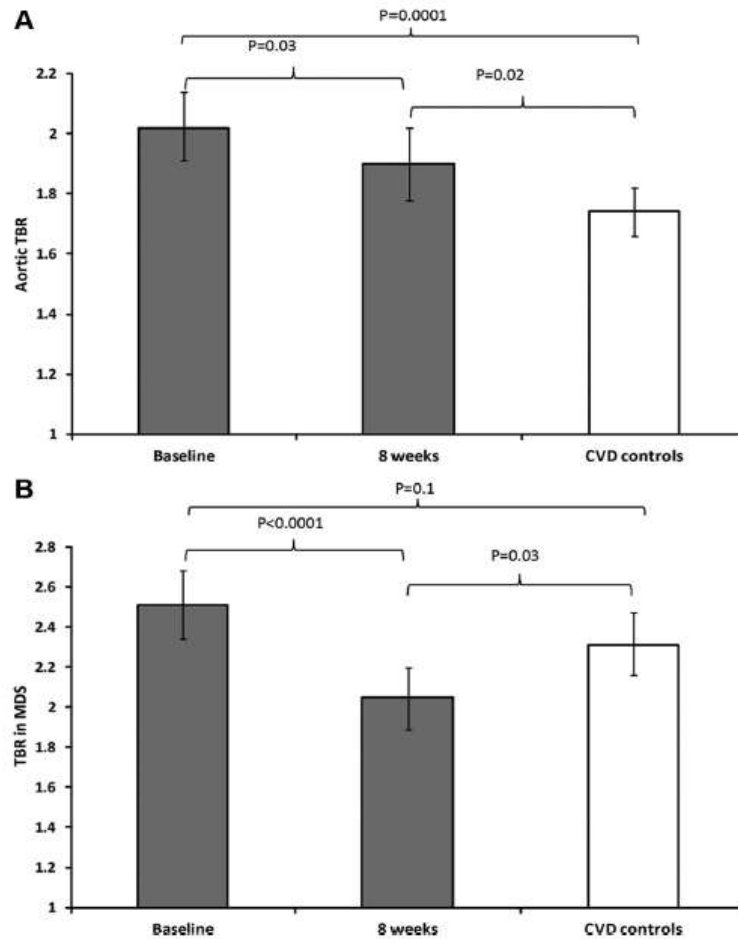 A
P=0.0001
P=0.03
P=0.02
2.2
2
1.8
1.6
1.4
1.2
1
Aortic TBR
Baseline
8 weeks
CVD controls
B
P=0.1
P<0.0001
P=0.03
2.8
2.6
2.4
2.2
2
1.8
1.6
1.4
1.2
1
TBR in MDS
Baseline
8 weeks
CVD controls